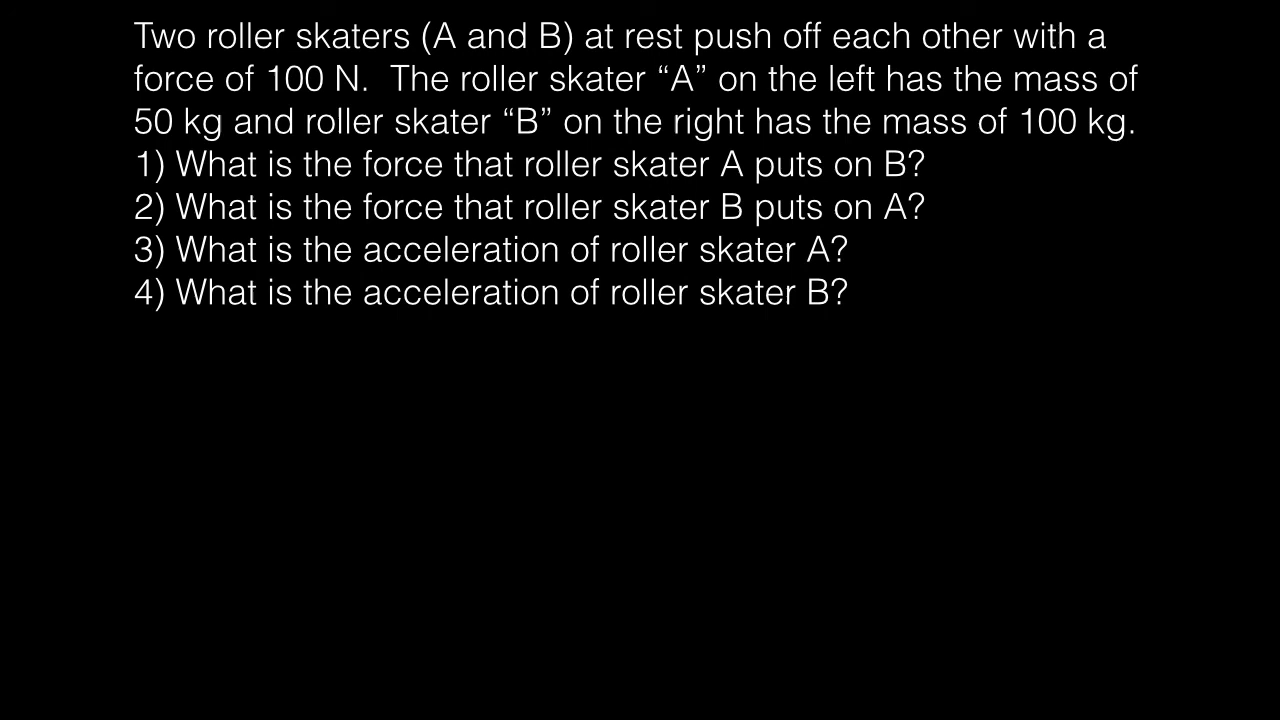 Two roller skaters (A and B) at rest push off each other with a
force of 100 N.  The roller skater “A” on the left has the mass of
50 kg and roller skater “B” on the right has the mass of 100 kg.
1) What is the force that roller skater A puts on B?
2) What is the force that roller skater B puts on A?
3) What is the acceleration of roller skater A?
4) What is the acceleration of roller skater B?